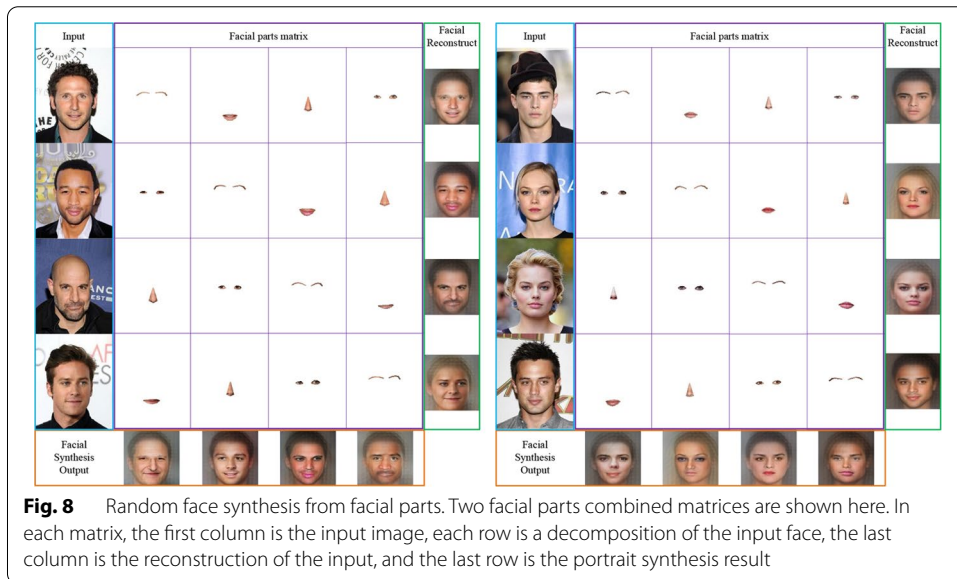 Input
Facial parts matrix
Facial
Reconstruct
Input
Facial parts matrix
Facial
Reconstruct
Facial
Synthesis
Output
Facial
Synthesis
Output
Fig. 8 Random face synthesis from facial parts. Two facial parts combined matrices are shown here. In
each matrix, the first column is the input image, each row is a decomposition of the input face, the last
column is the reconstruction of the input, and the last row is the portrait synthesis result